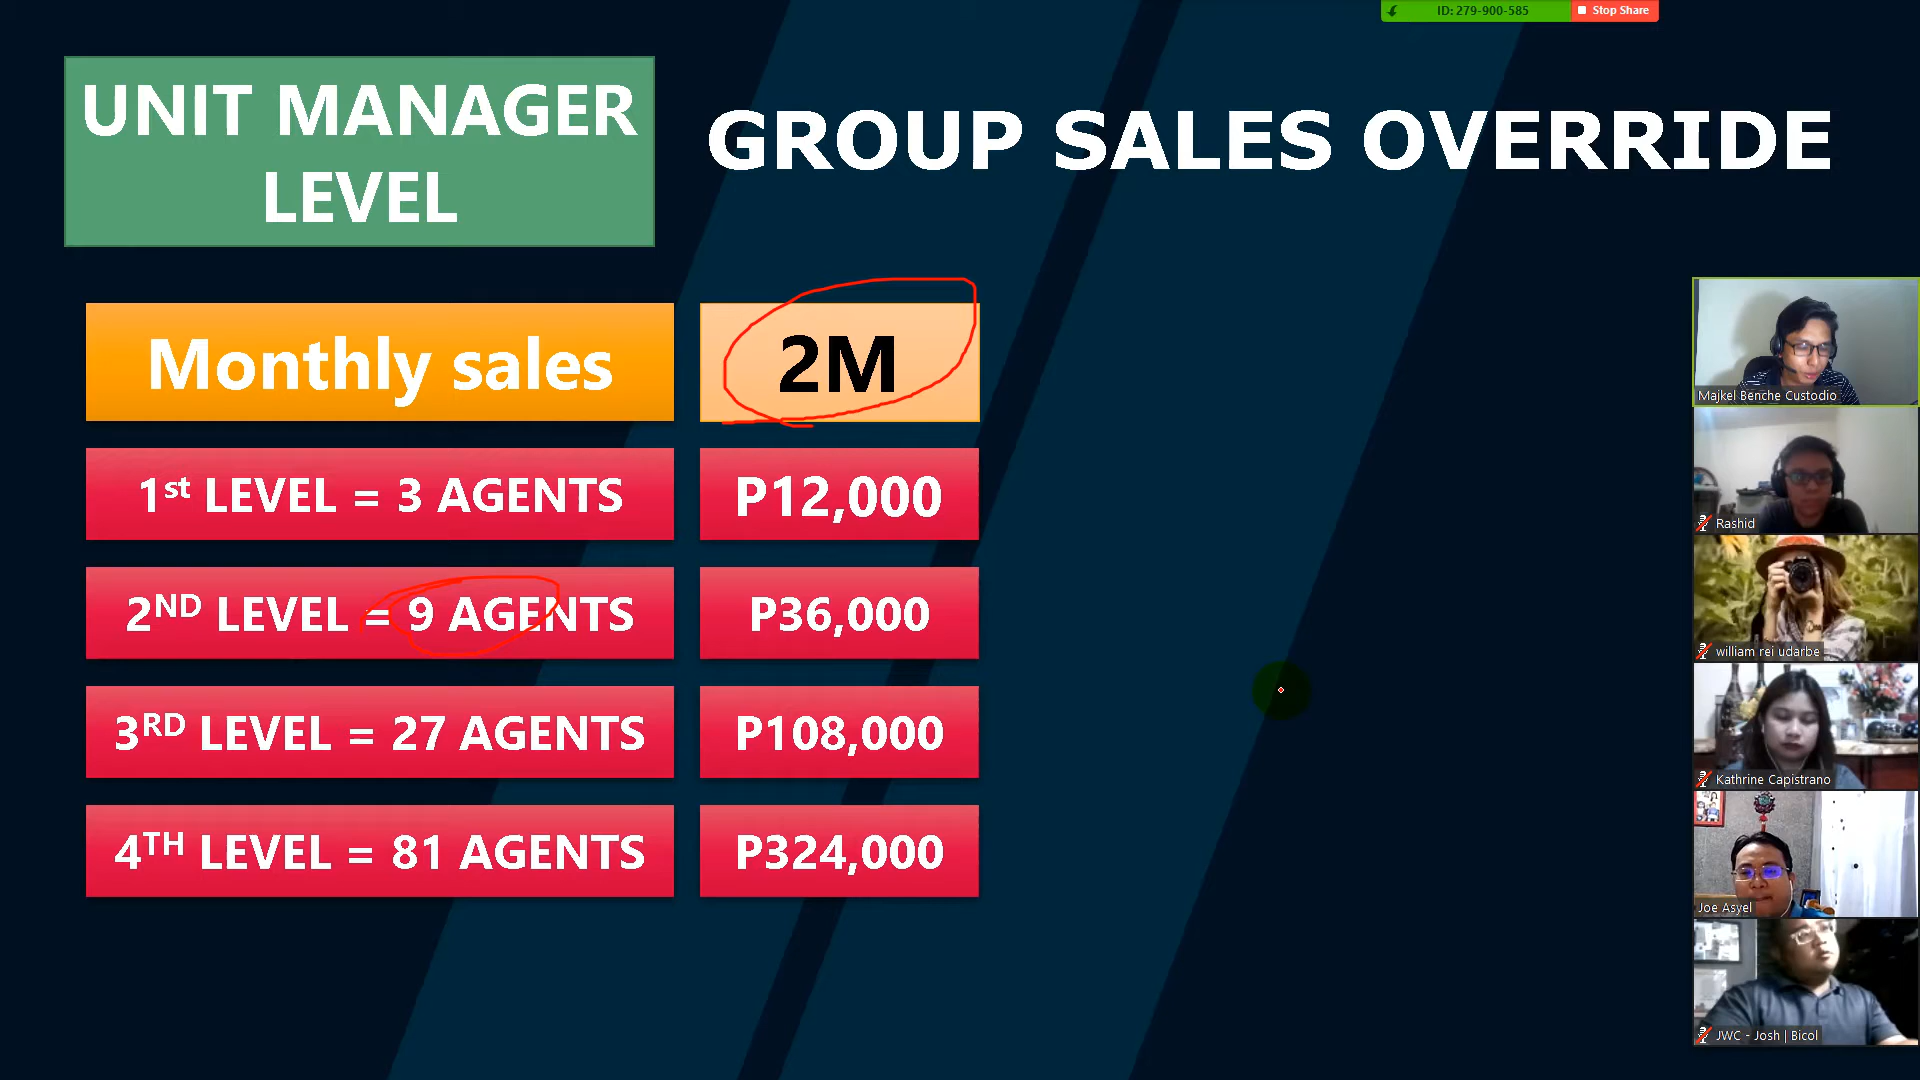 ID: 279-900-585 Stop Share
UNIT MANAGER
LEVEL
GROUP SALES OVERRIDE
Monthly sales 2M
1st LEVEL = 3 AGENTS P12,000
2ND LEVEL = 9 AGENTS P36,000
3RD LEVEL = 27 AGENTS P108,000
4TH LEVEL = 81 AGENTS P324,000
Majkel Benche Custodio
Rashid
william rei udarbe
Kathrine Capistrano
Joe Asyel
JWC - Josh | Bicol